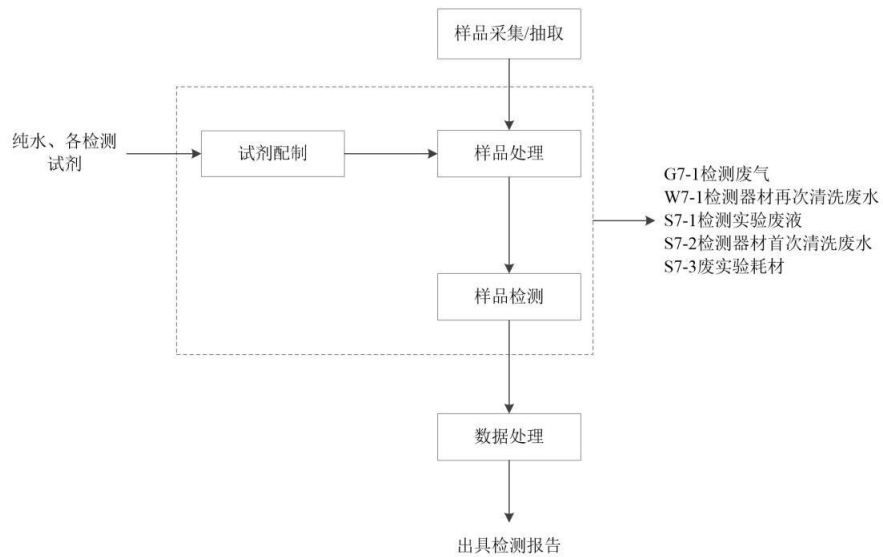 样品采集/抽取
纯水、各检测
试剂
试剂配制
样品处理
G7-1检测废气
W7-1检测器材再次清洗废水
S7-1检测实验废液
S7-2检测器材首次清洗废水
S7-3废实验耗材
样品检测
数据处理
出具检测报告